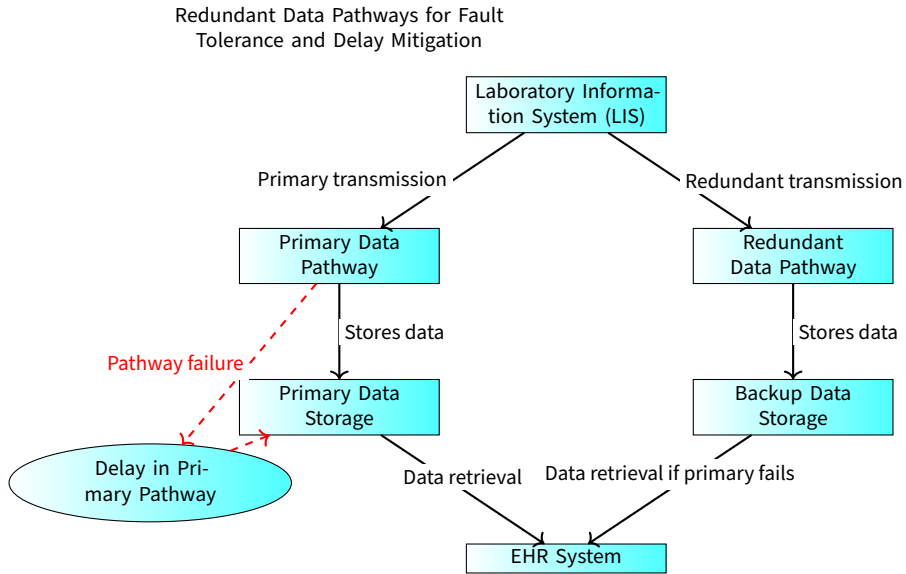 Redundant Data Pathways for Fault
Tolerance and Delay Mitigation
Laboratory Informa-
tion System (LIS)
Primary transmission
Redundant transmission
Primary Data
Pathway
Redundant
Data Pathway
Stores data
Stores data
Pathway failure
Primary Data
Storage
Backup Data
Storage
Delay in Pri-
mary Pathway
Data retrieval
Data retrieval if primary fails
EHR System